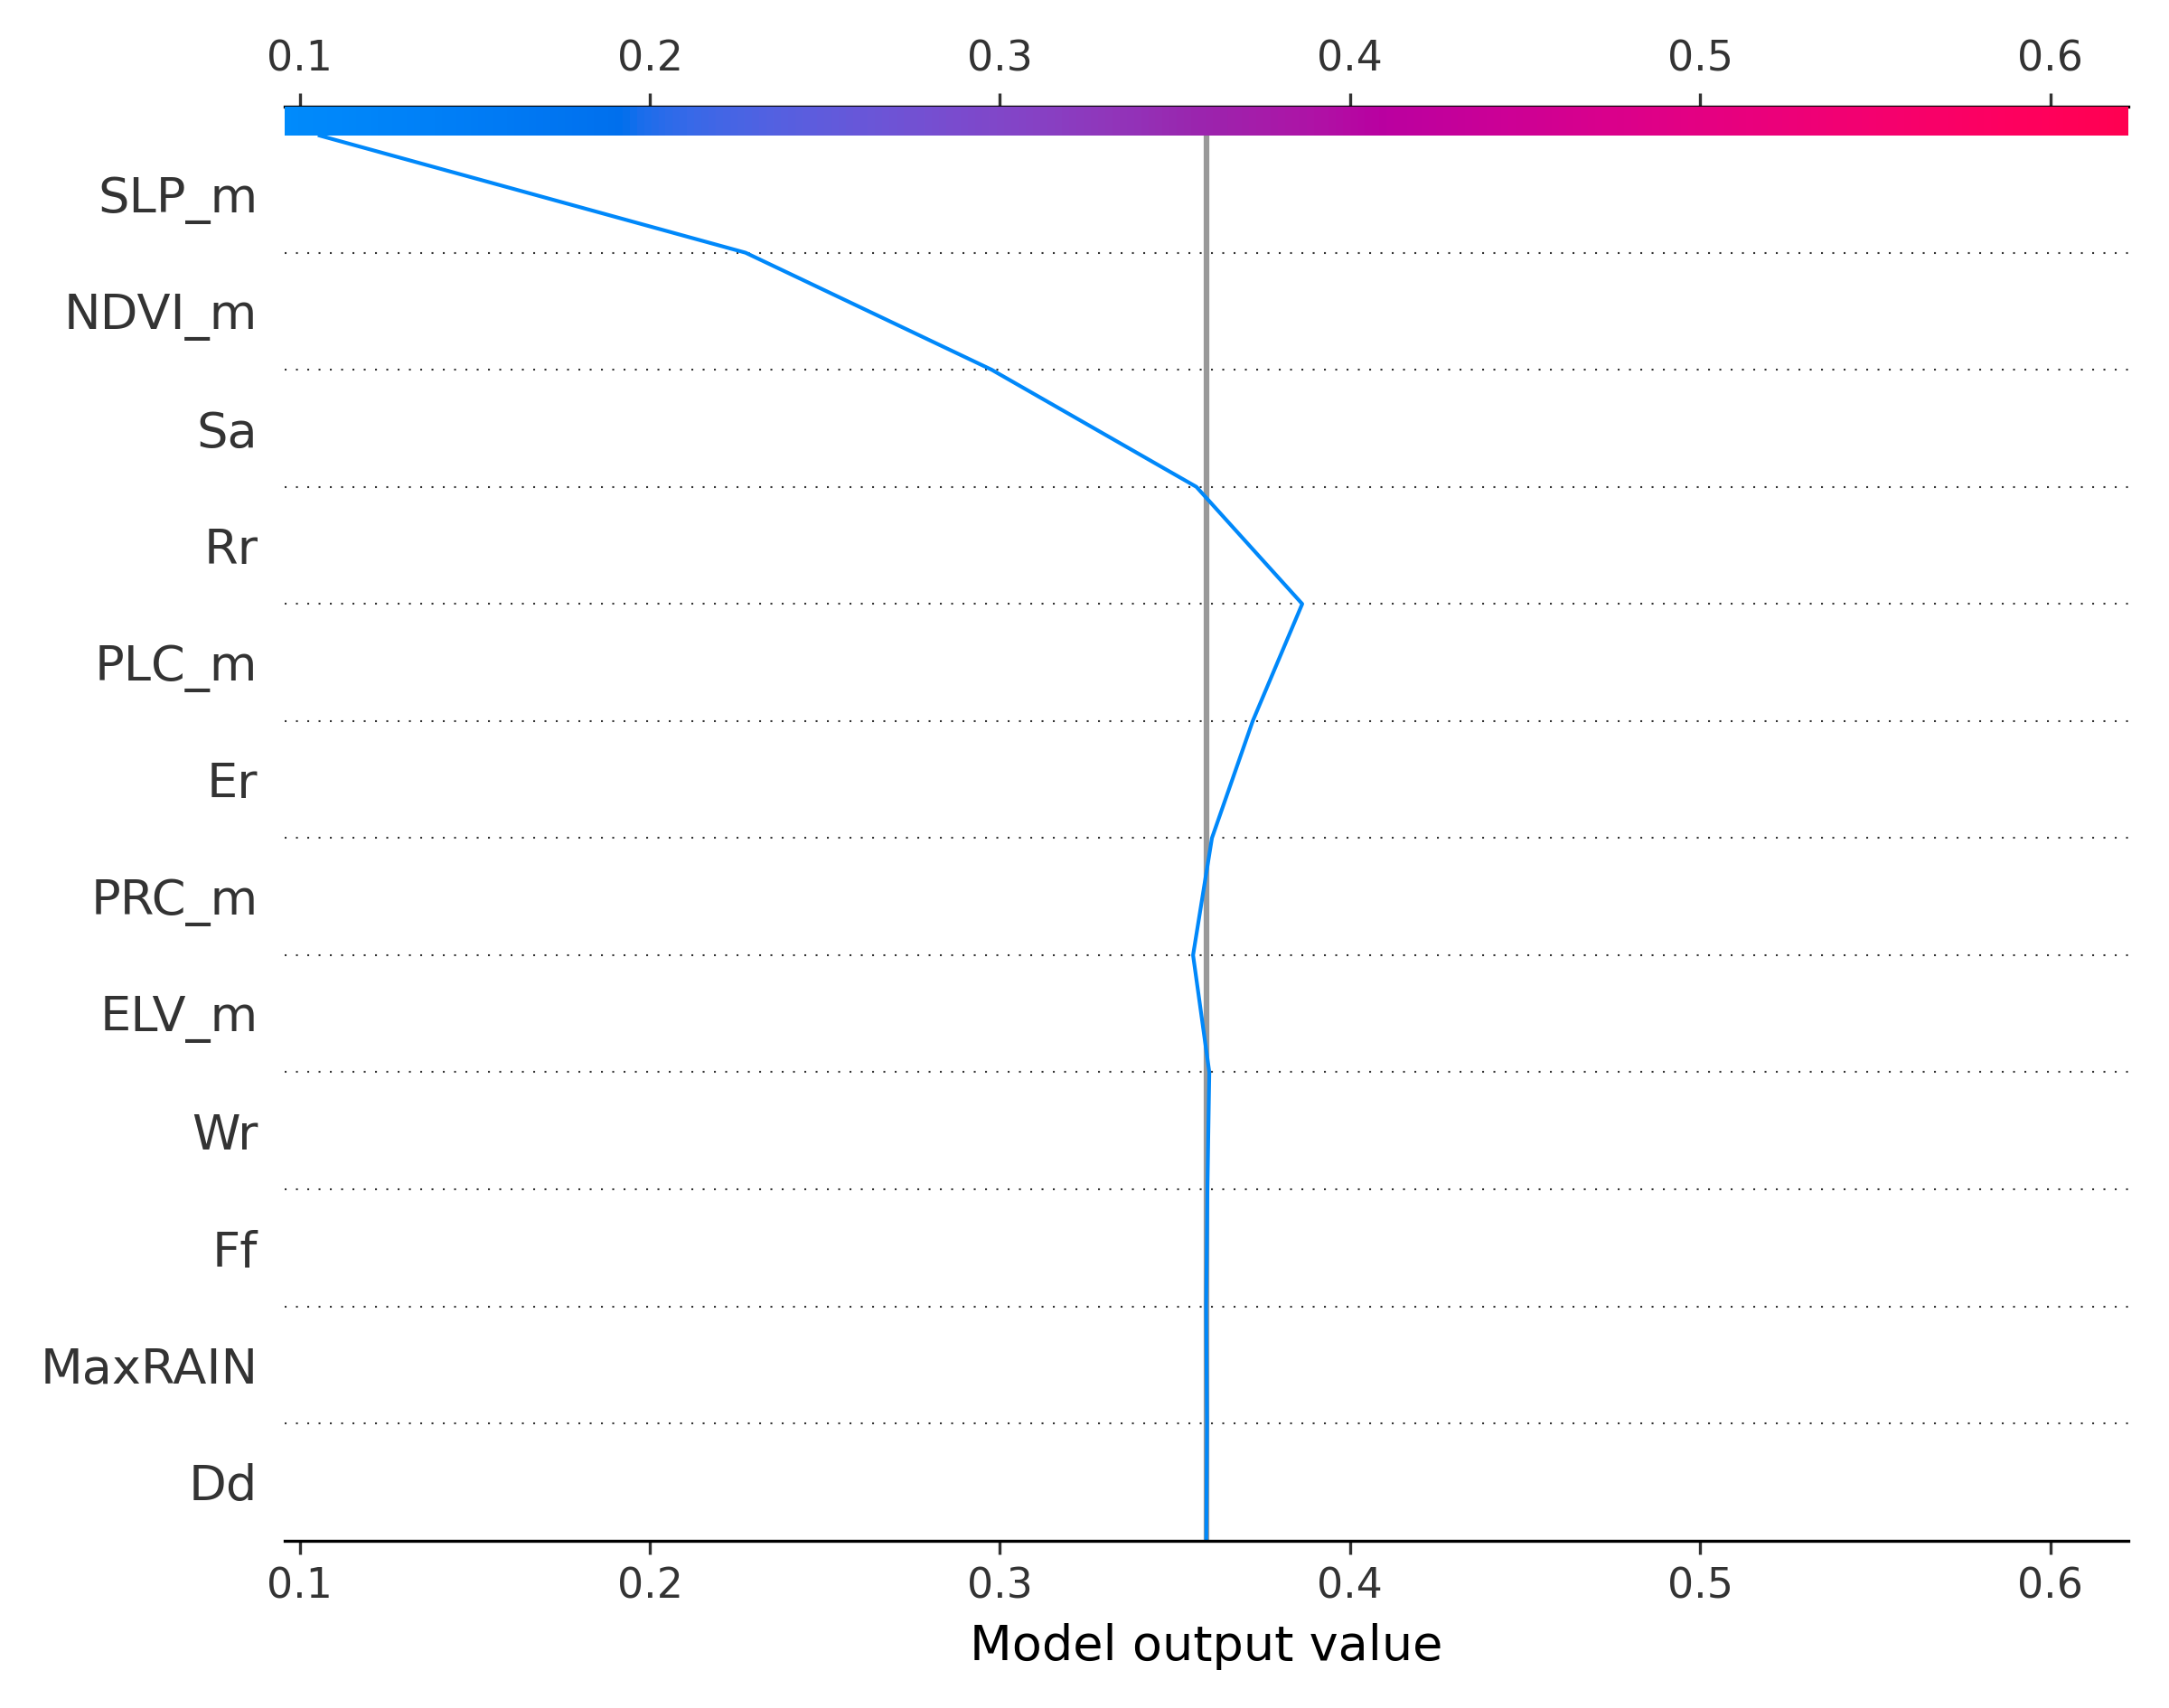 0.1 0.2 0.3 0.4 0.5 0.6
SLP_m
NDVI_m
Sa
Rr
PLC_m
Er
PRC_m
ELV_m
Wr
Ff
MaxRAIN
Dd
0.1 0.2 0.3 0.4 0.5 0.6
Model output value